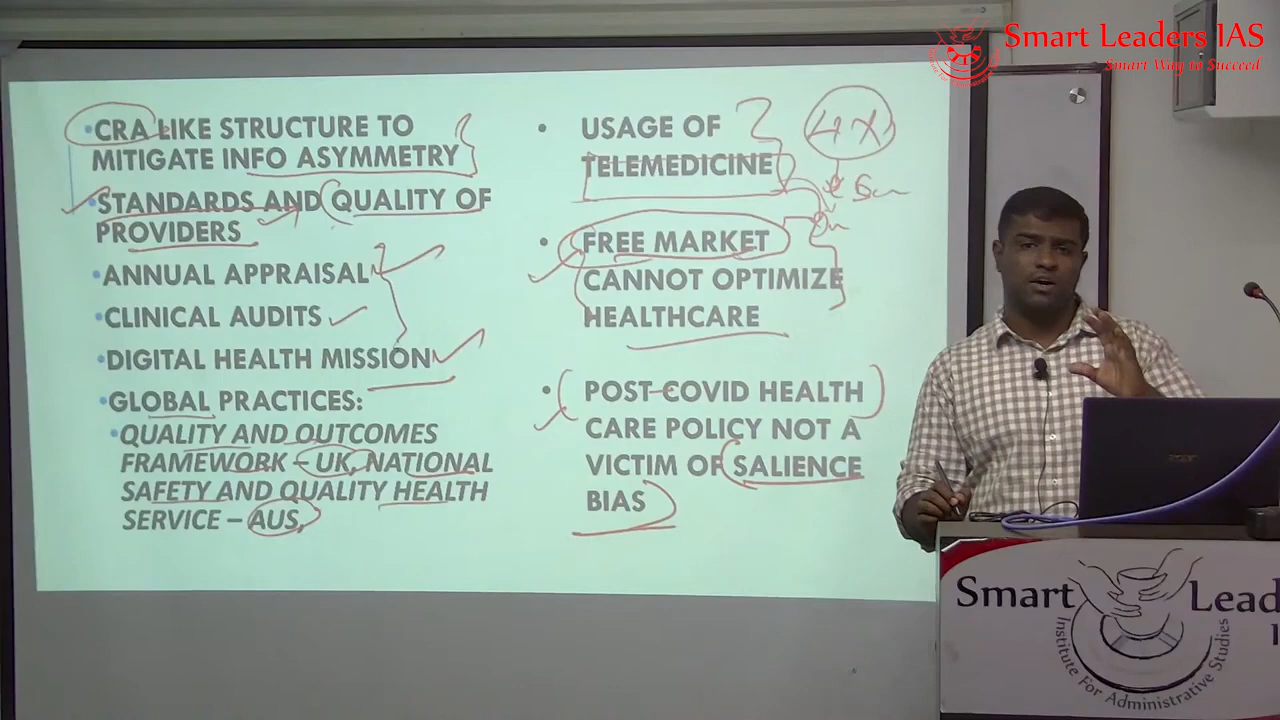 Smart Leaders IAS
Smart Way to Succeed
•CRA LIKE STRUCTURE TO
MITIGATE INFO ASYMMETRY
•STANDARDS AND QUALITY OF
PROVIDERS
•ANNUAL APPRAISAL
•CLINICAL AUDITS
•DIGITAL HEALTH MISSION
•GLOBAL PRACTICES:
•QUALITY AND OUTCOMES
FRAMEWORK – UK, NATIONAL
SAFETY AND QUALITY HEALTH
SERVICE – AUS,
• USAGE OF
TELEMEDICINE
4X
• FREE MARKET
CANNOT OPTIMIZE
HEALTHCARE
• POST-COVID HEALTH
CARE POLICY NOT A
VICTIM OF SALIENCE
BIAS
Smart Lead
I
Institute For Administrative Studies